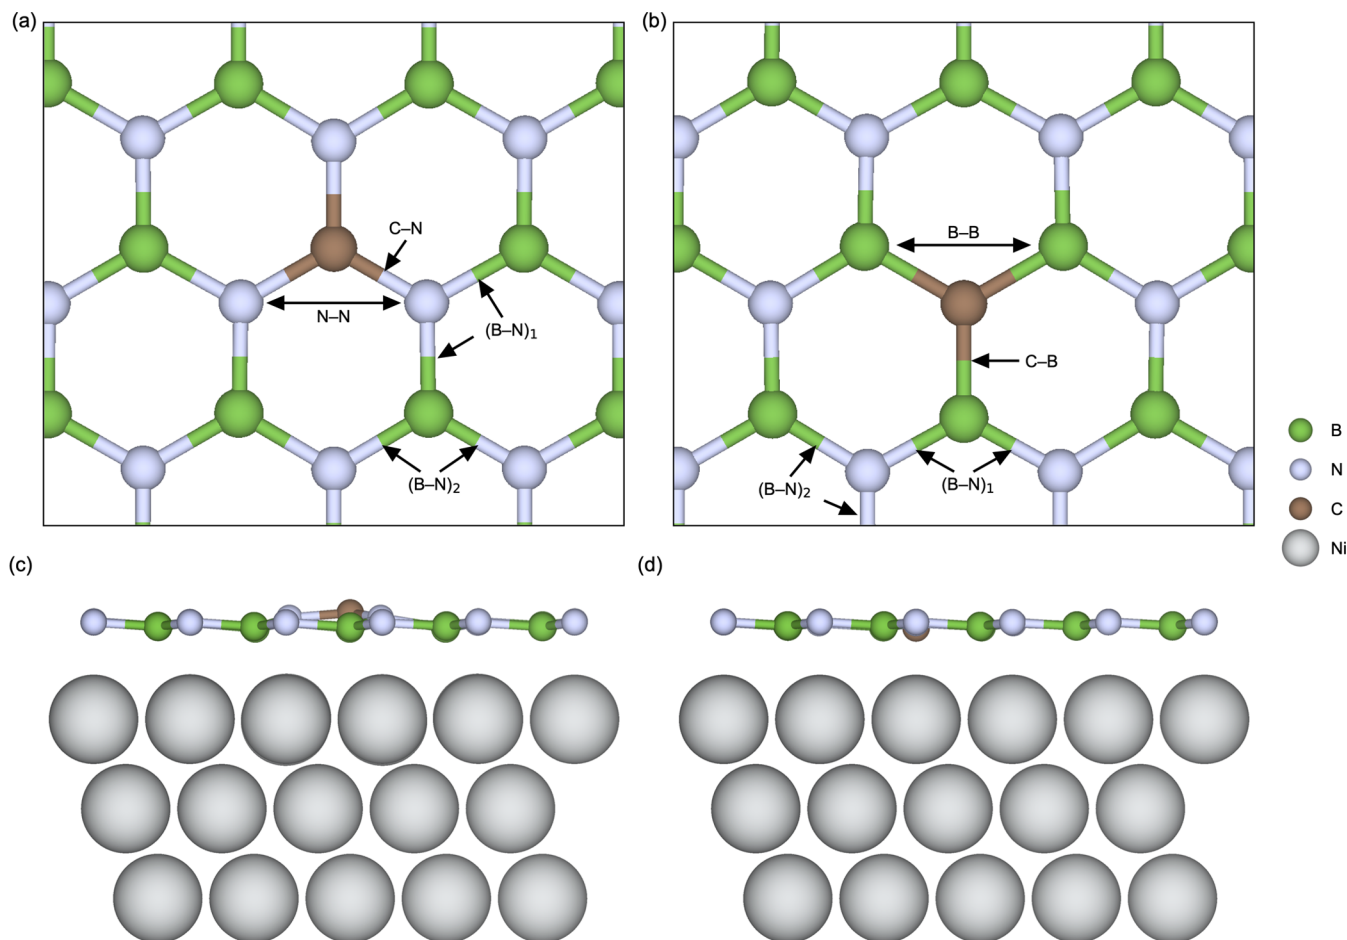 (a)
(b)
C–N
N–N
(B–N)₁
(B–N)₂
B–B
C–B
(B–N)₂
(B–N)₁
B
N
C
Ni
(c)
(d)